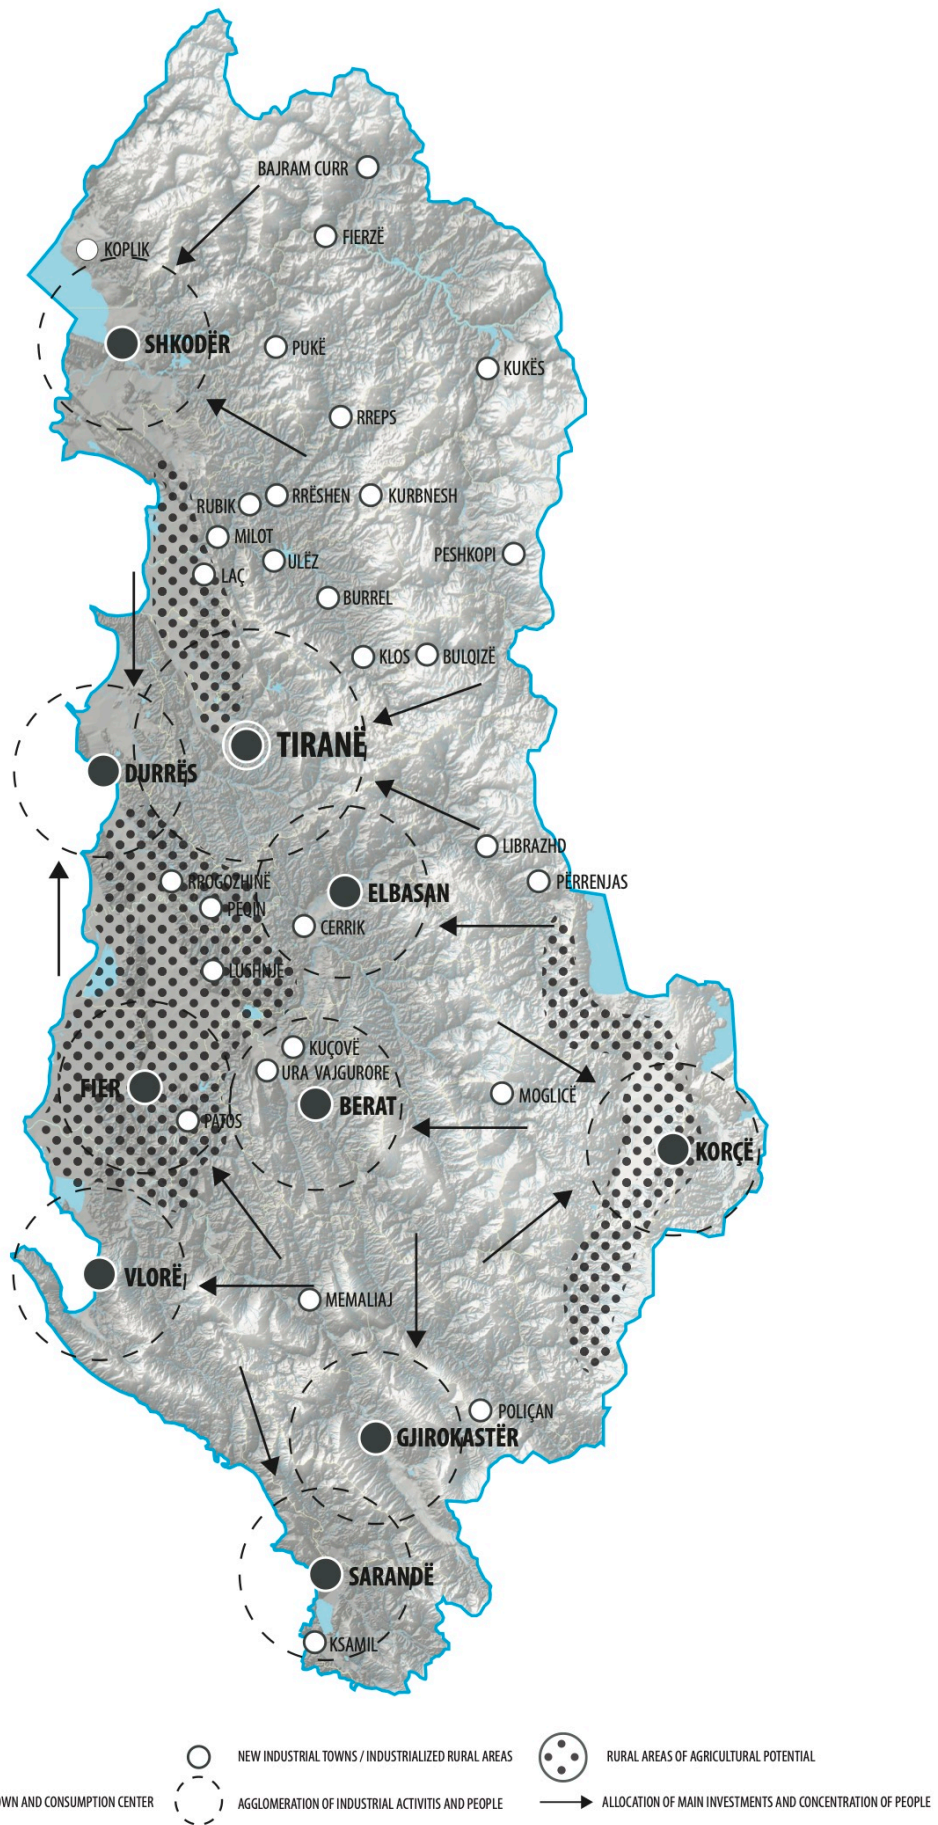 BAJRAM CURR
FIERZË
KOPLIK
SHKODËR
PUKË
KUKËS
RREPS
RUBIK
RRËSHEN
KURBNESH
MILOT
PESHKOPI
ULËZ
LAÇ
BURREL
KLOS
BULQIZË
TIRANË
DURRËS
LIBRAZHD
RROGOZHINË
PËRRENJAS
ELBASAN
PEQIN
CERRIK
LUSHNJE
KUÇOVË
URA VAJGURORE
FIER
MOGLICË
BERAT
PATOS
KORÇË
VLORË
MEMALIAJ
POLIÇAN
GJIROKASTËR
SARANDË
KSAMIL
NEW INDUSTRIAL TOWNS / INDUSTRIALIZED RURAL AREAS
RURAL AREAS OF AGRICULTURAL POTENTIAL
OWN AND CONSUMPTION CENTER
AGGLOMERATION OF INDUSTRIAL ACTIVITIS AND PEOPLE
ALLOCATION OF MAIN INVESTMENTS AND CONCENTRATION OF PEOPLE